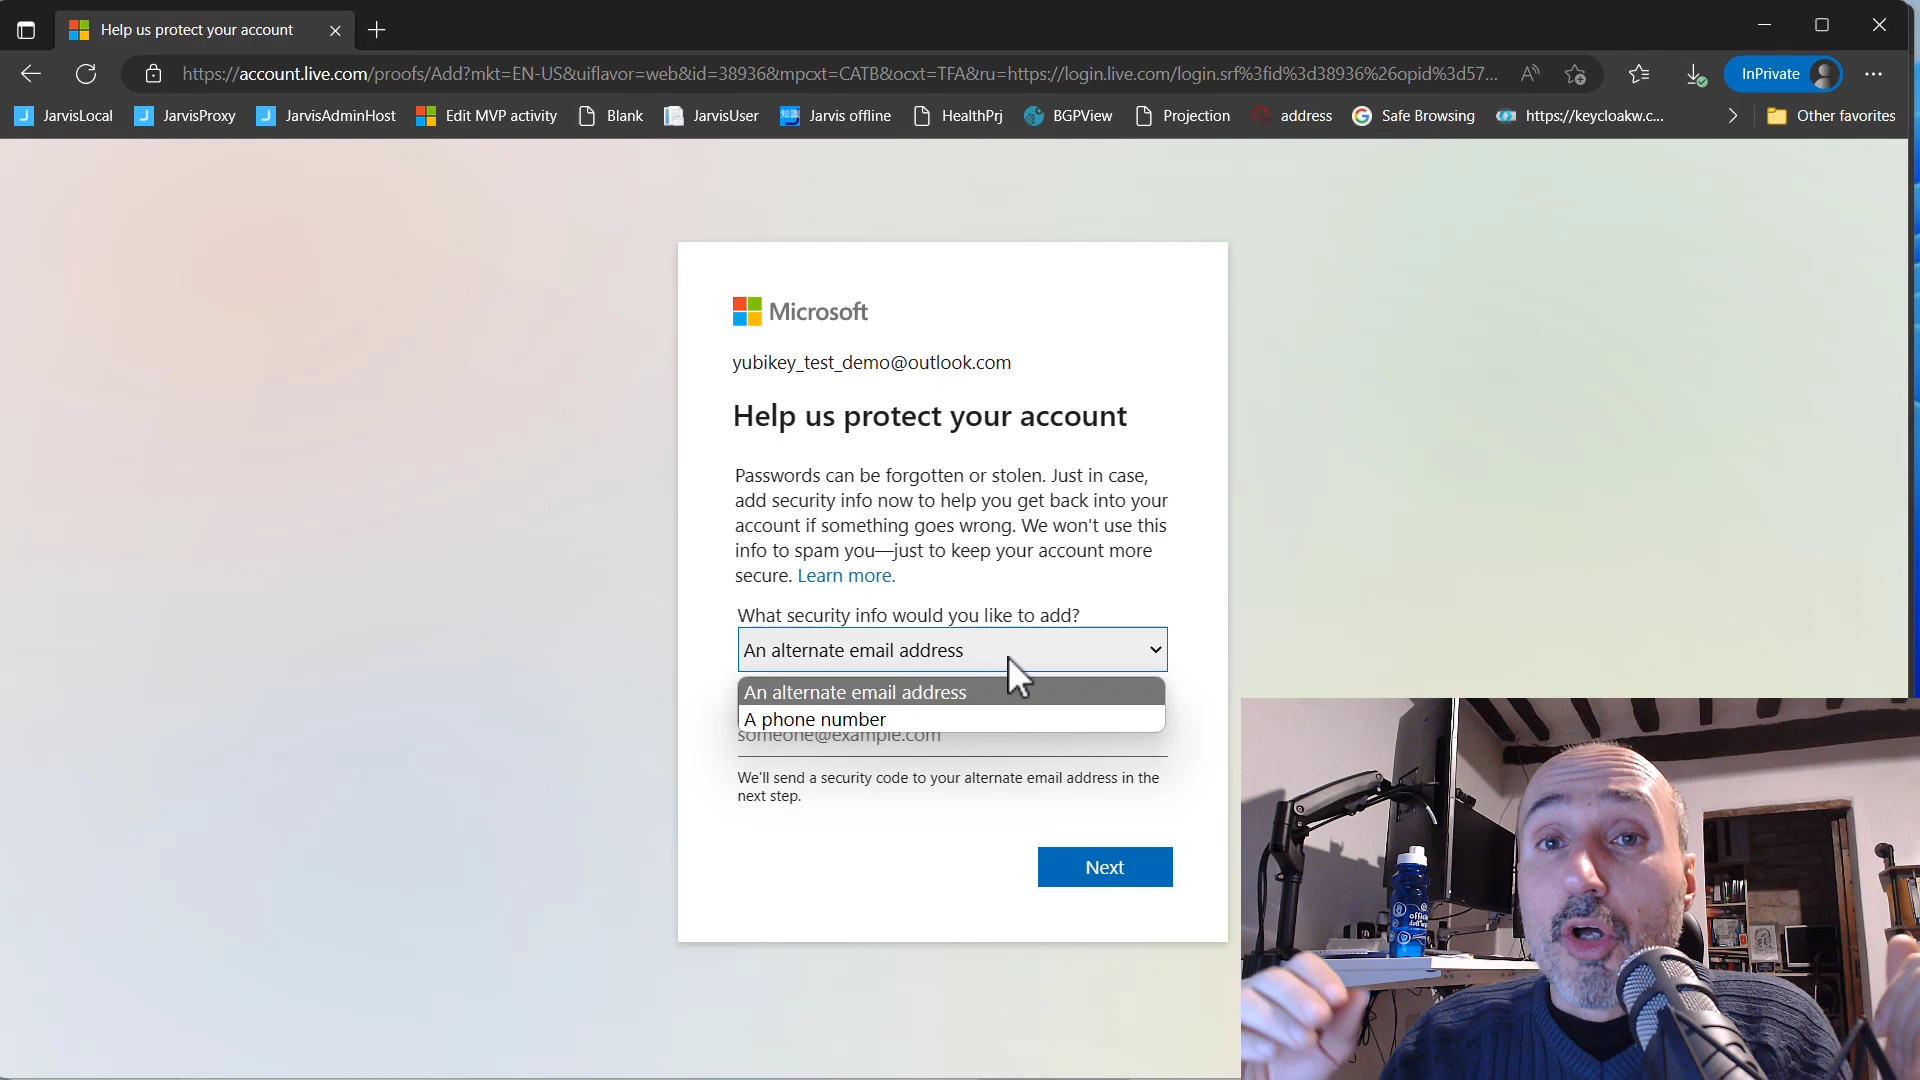 Help us protect your account
https://account.live.com/proofs/Add?mkt=EN-US&uiflavor=web&id=38936&mpcxt=CATB&ocxt=TFA&ru=https://login.live.com/login.srf%3fid%3d38936%26opid%3d57...
InPrivate
JarvisLocal
JarvisProxy
JarvisAdminHost
Edit MVP activity
Blank
JarvisUser
Jarvis offline
HealthPrj
BGPView
Projection
address
Safe Browsing
https://keycloakw.c...
Other favorites
Microsoft
yubikey_test_demo@outlook.com
Help us protect your account
Passwords can be forgotten or stolen. Just in case,
add security info now to help you get back into your
account if something goes wrong. We won't use this
info to spam you—just to keep your account more
secure. Learn more.
What security info would you like to add?
An alternate email address
An alternate email address
A phone number
someone@example.com
We'll send a security code to your alternate email address in the
next step.
Next